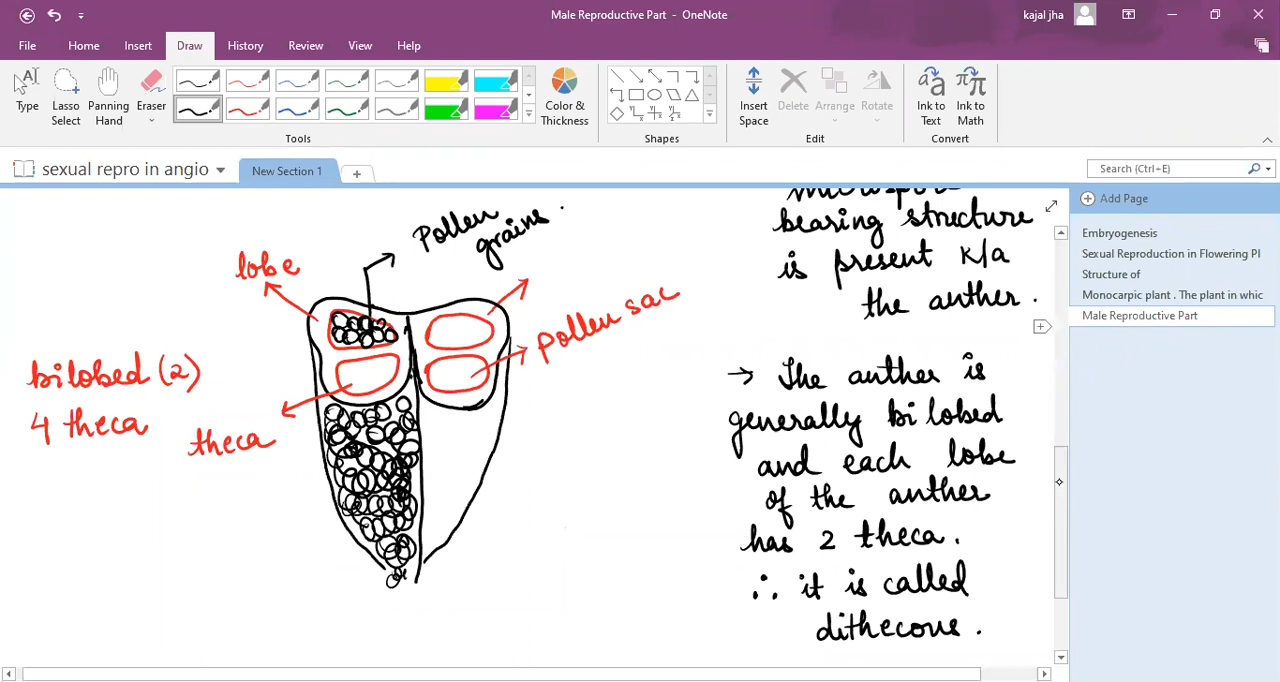 Male Reproductive Part - OneNote
kajal jha
File Home Insert Draw History Review View Help
Type
Lasso Select
Panning Hand
Eraser
Color & Thickness
Insert Space
Delete
Arrange
Rotate
Ink to Text
Ink to Math
Tools
Shapes
Edit
Convert
sexual repro in angio
New Section 1
Search (Ctrl+E)
Add Page
Embryogenesis
Sexual Reproduction in Flowering Pl
Structure of
Monocarpic plant . The plant in whic
Male Reproductive Part
Pollen
grains.
lobe
pollen sac
bilobed (2)
4 theca
theca
bearing structure
is present k/a
the anther.
→ The anther is
generally bilobed
and each lobe
of the anther
has 2 theca.
∴ it is called
dithecous.